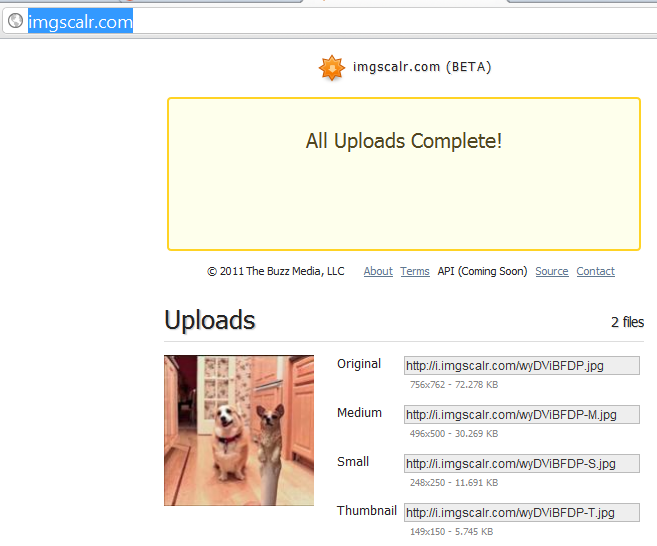 imgscalr.com
imgscalr.com (BETA)
All Uploads Complete!
© 2011 The Buzz Media, LLC About Terms API (Coming Soon) Source Contact
Uploads 2 files
Original http://i.imgscalr.com/wyDViBFDP.jpg
756x762 - 72.278 KB
Medium http://i.imgscalr.com/wyDViBFDP-M.jpg
496x500 - 30.269 KB
Small http://i.imgscalr.com/wyDViBFDP-S.jpg
248x250 - 11.691 KB
Thumbnail http://i.imgscalr.com/wyDViBFDP-T.jpg
149x150 - 5.745 KB